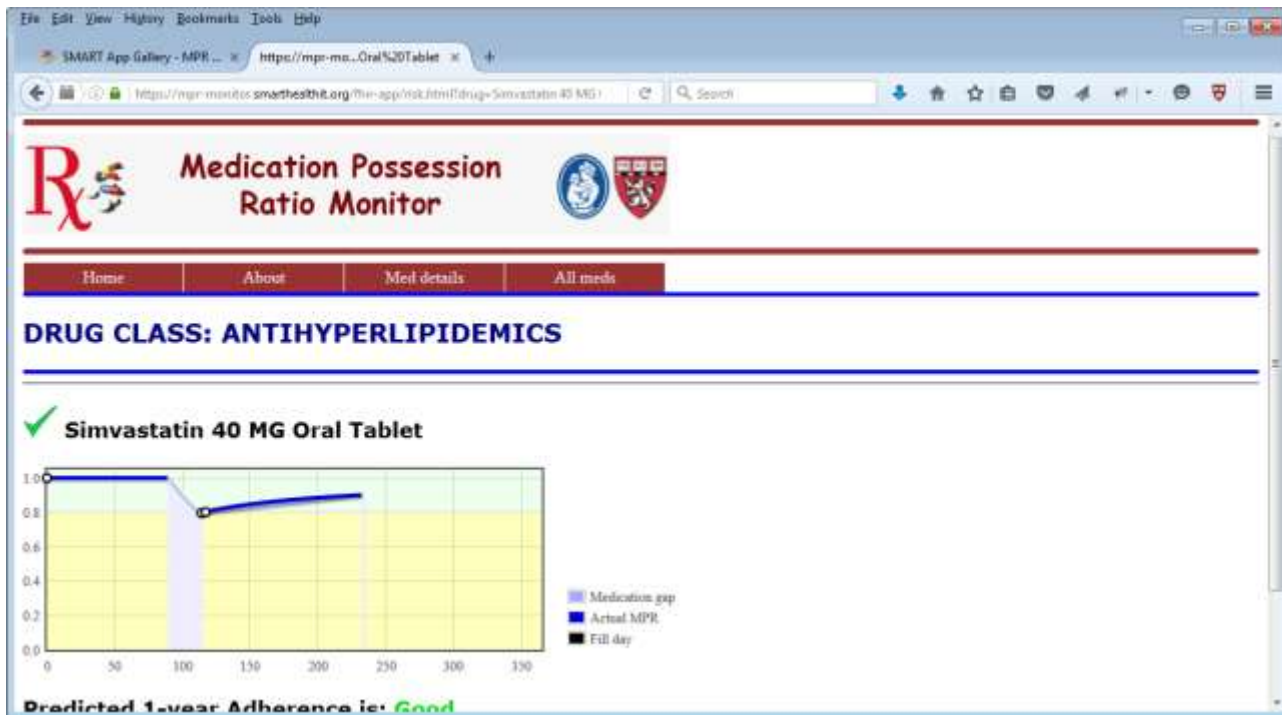 File Edit View History Bookmarks Tools Help
SMART App Gallery - MPR ... × https://mpr-mo...Oral%20Tablet × +
smarthealthit.org Search
Rx Medication Possession
Ratio Monitor
Home About Med details All meds
DRUG CLASS: ANTIHYPERLIPIDEMICS
Simvastatin 40 MG Oral Tablet
1.0
0.8
0.6
0.4
0.2
0.0
0 50 100 150 200 250 300 350
Medication gap
Actual MPR
Fill day
Predicted 1-year Adherence is: Good